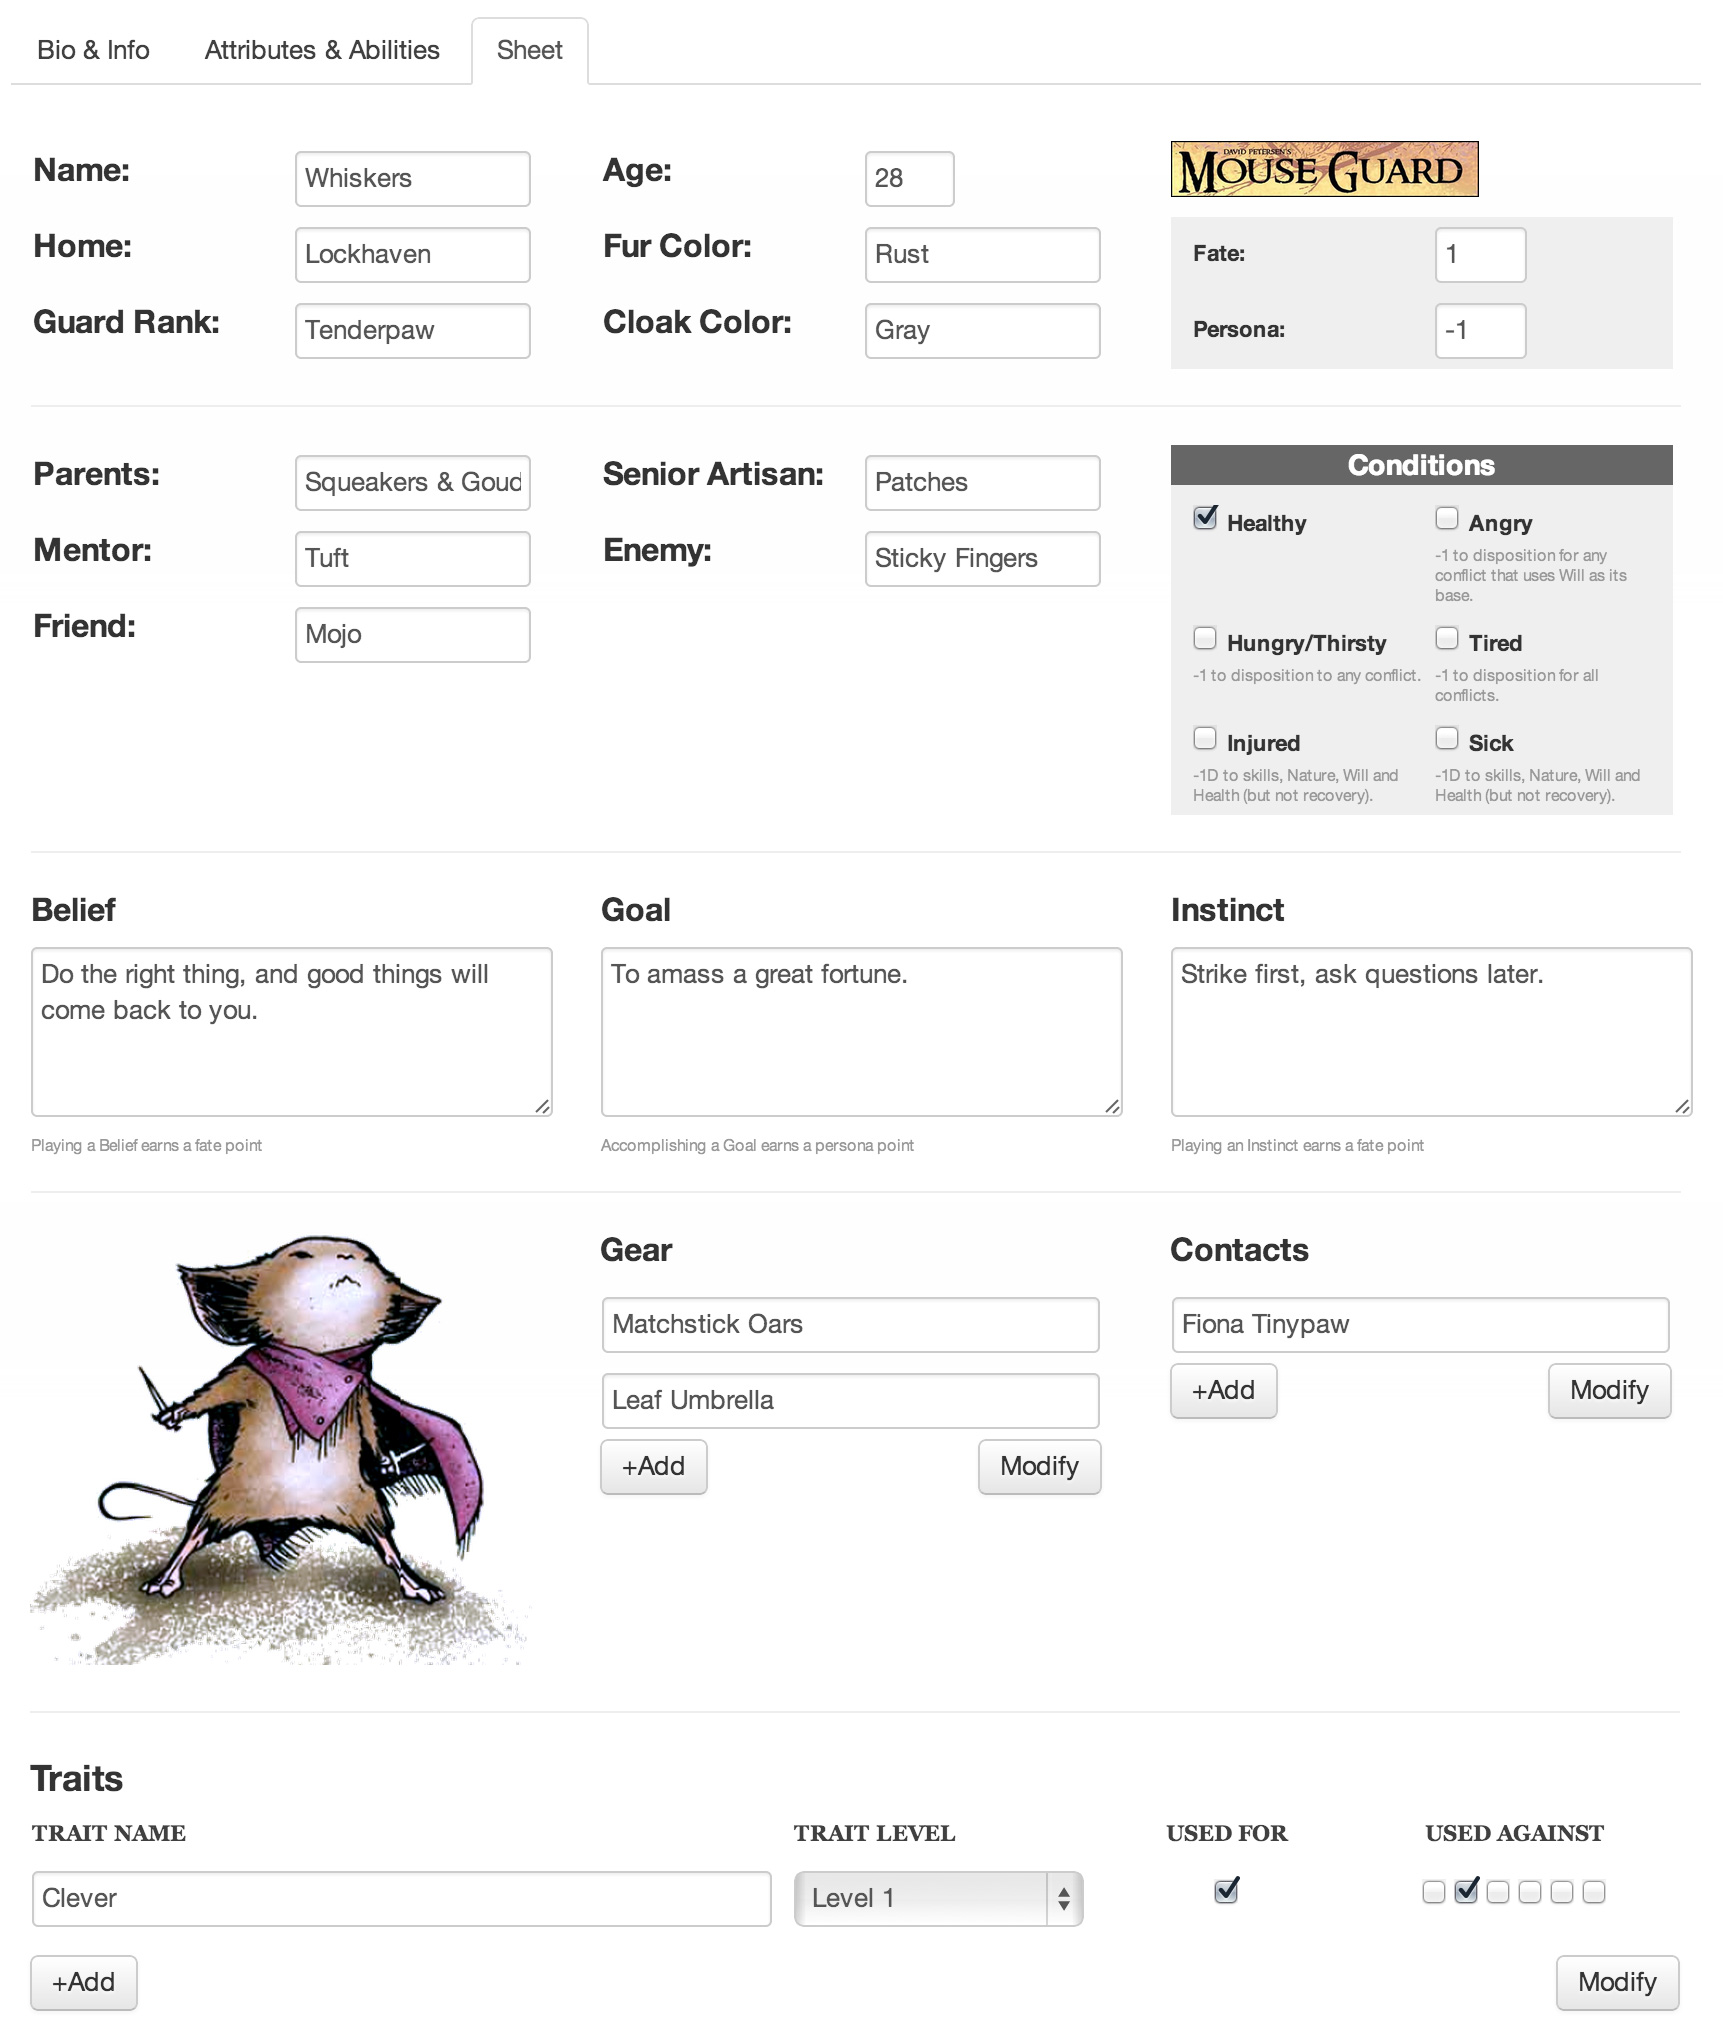 Bio & Info
Attributes & Abilities
Sheet
Name:
Whiskers
Age:
28
DAVID PETERSEN'S
MOUSE GUARD
Home:
Lockhaven
Fur Color:
Rust
Fate:
1
Guard Rank:
Tenderpaw
Cloak Color:
Gray
Persona:
-1
Parents:
Squeakers & Goud
Senior Artisan:
Patches
Mentor:
Tuft
Enemy:
Sticky Fingers
Friend:
Mojo
Conditions
Healthy
Angry
-1 to disposition for any
conflict that uses Will as its
base.
Hungry/Thirsty
-1 to disposition to any conflict.
Tired
-1 to disposition for all
conflicts.
Injured
-1D to skills, Nature, Will and
Health (but not recovery).
Sick
-1D to skills, Nature, Will and
Health (but not recovery).
Belief
Do the right thing, and good things will
come back to you.
Playing a Belief earns a fate point
Goal
To amass a great fortune.
Accomplishing a Goal earns a persona point
Instinct
Strike first, ask questions later.
Playing an Instinct earns a fate point
Gear
Matchstick Oars
Leaf Umbrella
+Add
Modify
Contacts
Fiona Tinypaw
+Add
Modify
Traits
TRAIT NAME
TRAIT LEVEL
USED FOR
USED AGAINST
Clever
Level 1
+Add
Modify